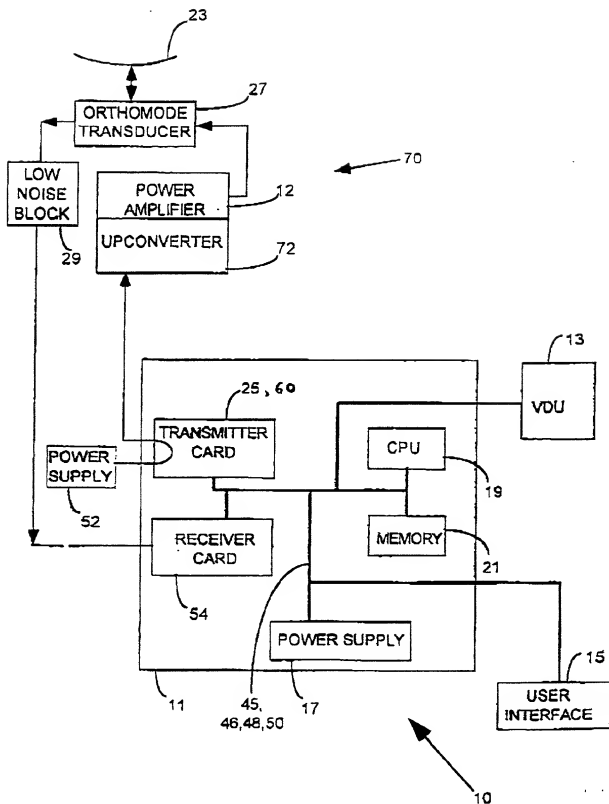 23
ORTHOMODE
TRANSDUCER
27
70
LOW
NOISE
BLOCK
29
POWER
AMPLIFIER
12
UPCONVERTER
72
13
VDU
25, 60
TRANSMITTER
CARD
CPU
19
POWER
SUPPLY
52
MEMORY
21
RECEIVER
CARD
54
POWER SUPPLY
15
USER
INTERFACE
11
45,
46,48,50
17
10